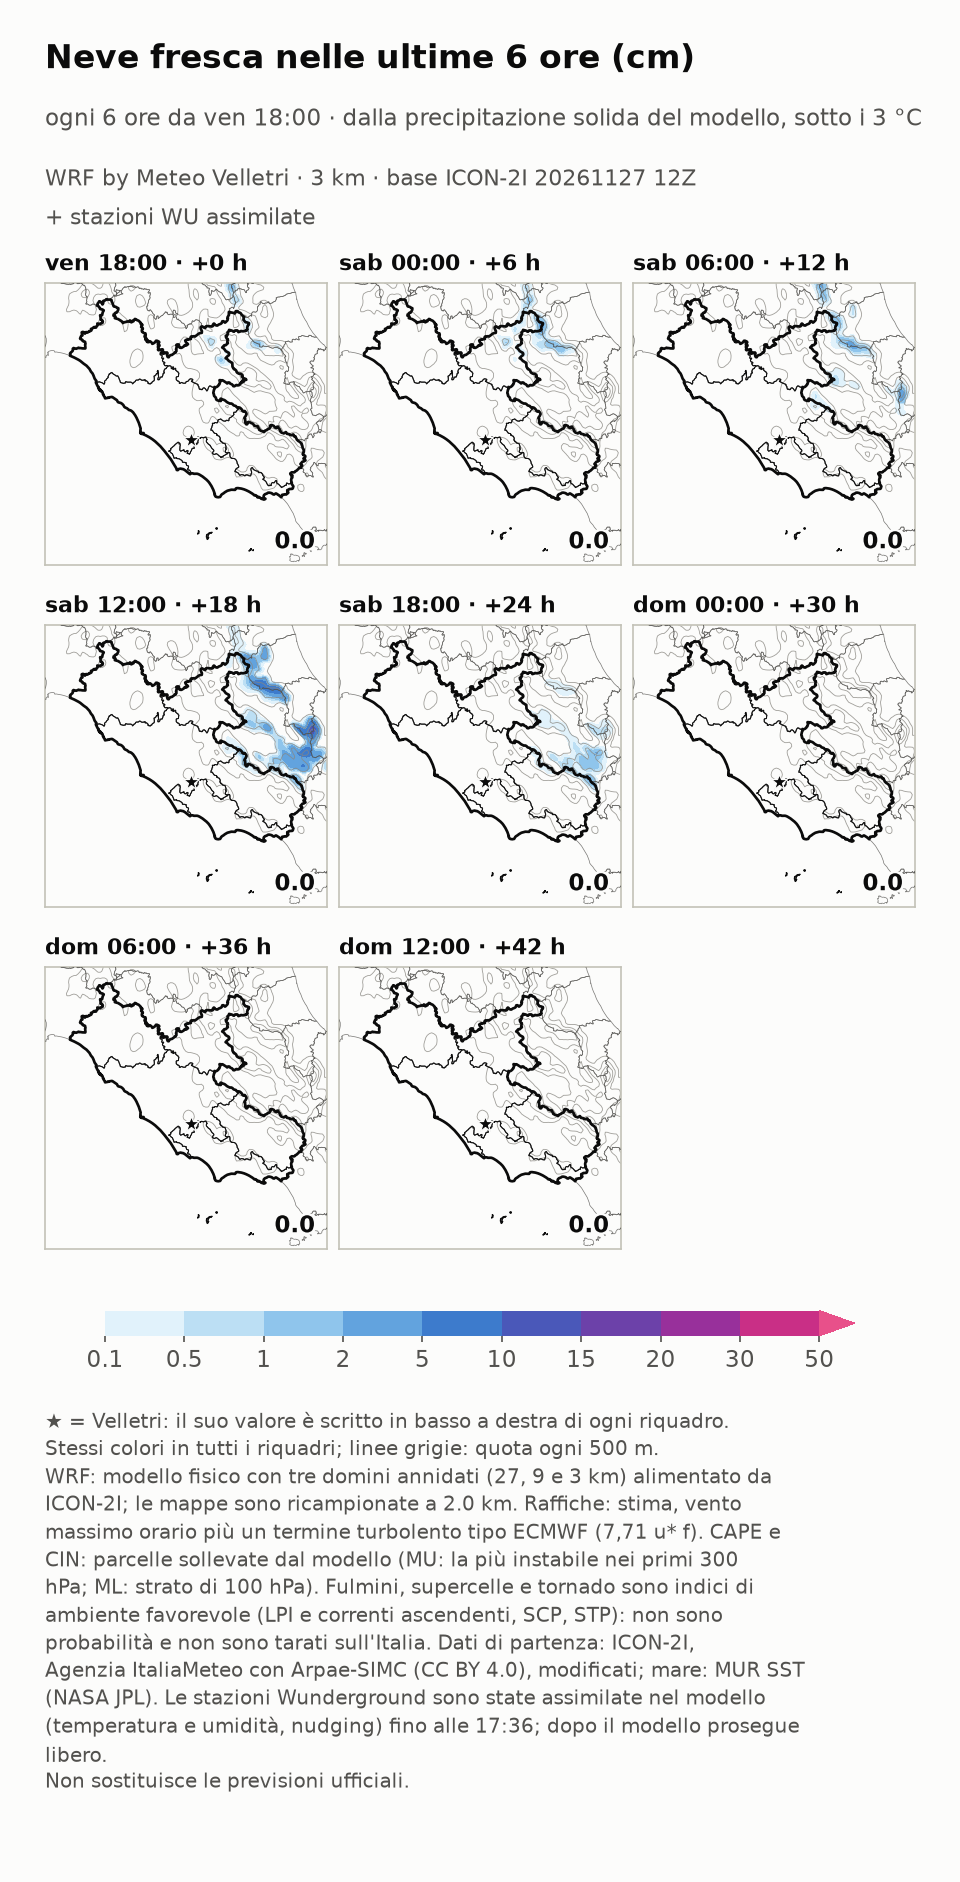 Neve fresca nelle ultime 6 ore (cm)
ogni 6 ore da ven 18:00 · dalla precipitazione solida del modello, sotto i 3 °C
WRF by Meteo Velletri · 3 km · base ICON-2I 20261127 12Z
+ stazioni WU assimilate
ven 18:00 · +0 h
sab 00:00 · +6 h
sab 06:00 · +12 h
0.0
0.0
0.0
sab 12:00 · +18 h
sab 18:00 · +24 h
dom 00:00 · +30 h
0.0
0.0
0.0
dom 06:00 · +36 h
dom 12:00 · +42 h
0.0
0.0
0.1 0.5 1 2 5 10 15 20 30 50
★ = Velletri: il suo valore è scritto in basso a destra di ogni riquadro.
Stessi colori in tutti i riquadri; linee grigie: quota ogni 500 m.
WRF: modello fisico con tre domini annidati (27, 9 e 3 km) alimentato da
ICON-2I; le mappe sono ricampionate a 2.0 km. Raffiche: stima, vento
massimo orario più un termine turbolento tipo ECMWF (7,71 u* f). CAPE e
CIN: parcelle sollevate dal modello (MU: la più instabile nei primi 300
hPa; ML: strato di 100 hPa). Fulmini, supercelle e tornado sono indici di
ambiente favorevole (LPI e correnti ascendenti, SCP, STP): non sono
probabilità e non sono tarati sull'Italia. Dati di partenza: ICON-2I,
Agenzia ItaliaMeteo con Arpae-SIMC (CC BY 4.0), modificati; mare: MUR SST
(NASA JPL). Le stazioni Wunderground sono state assimilate nel modello
(temperatura e umidità, nudging) fino alle 17:36; dopo il modello prosegue
libero.
Non sostituisce le previsioni ufficiali.